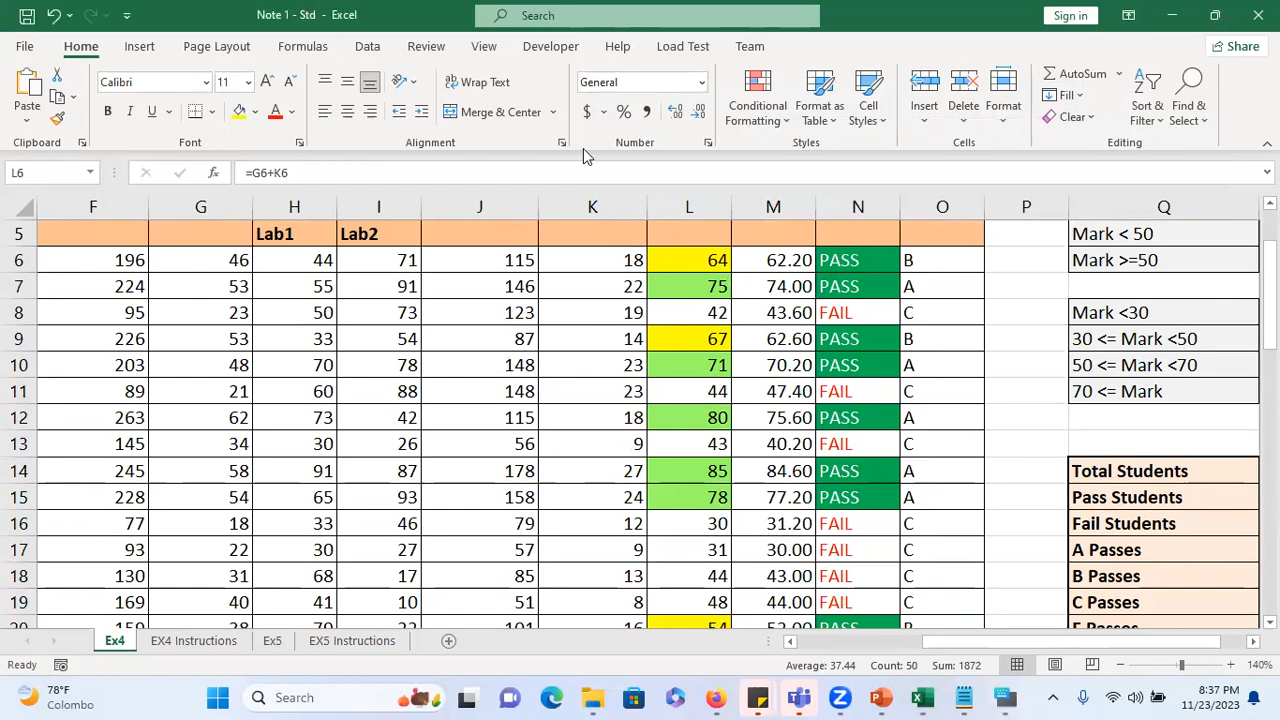 Note 1 - Std - Excel
Search
Sign in
File Home Insert Page Layout Formulas Data Review View Developer Help Load Test Team
Share
Paste
Calibri 11
B I U
Wrap Text
Merge & Center
General
$ % ,
Conditional Formatting
Format as Table
Cell Styles
Insert Delete Format
AutoSum
Fill
Clear
Sort & Filter
Find & Select
Clipboard Font Alignment Number Styles Cells Editing
L6 fx =G6+K6
F G H I J K L M N O P Q
5 Lab1 Lab2 Mark < 50
6 196 46 44 71 115 18 64 62.20 PASS B Mark >=50
7 224 53 55 91 146 22 75 74.00 PASS A
8 95 23 50 73 123 19 42 43.60 FAIL C Mark <30
9 226 53 33 54 87 14 67 62.60 PASS B 30 <= Mark <50
10 203 48 70 78 148 23 71 70.20 PASS A 50 <= Mark <70
11 89 21 60 88 148 23 44 47.40 FAIL C 70 <= Mark
12 263 62 73 42 115 18 80 75.60 PASS A
13 145 34 30 26 56 9 43 40.20 FAIL C
14 245 58 91 87 178 27 85 84.60 PASS A Total Students
15 228 54 65 93 158 24 78 77.20 PASS A Pass Students
16 77 18 33 46 79 12 30 31.20 FAIL C Fail Students
17 93 22 30 27 57 9 31 30.00 FAIL C A Passes
18 130 31 68 17 85 13 44 43.00 FAIL C B Passes
19 169 40 41 10 51 8 48 44.00 FAIL C C Passes
Ex4 EX4 Instructions Ex5 EX5 Instructions
Ready Average: 37.44 Count: 50 Sum: 1872 140%
78°F
Colombo
Search
8:37 PM
11/23/2023